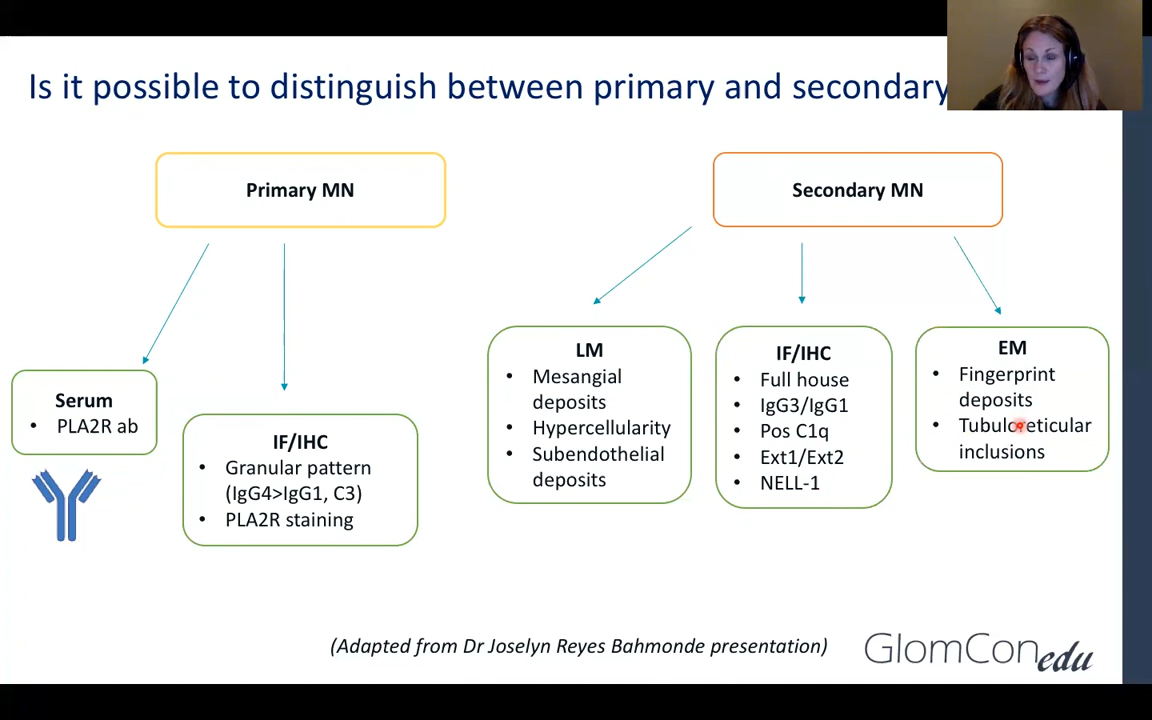 Is it possible to distinguish between primary and secondary
Primary MN
Secondary MN
Serum
• PLA2R ab
IF/IHC
• Granular pattern
(IgG4>IgG1, C3)
• PLA2R staining
LM
• Mesangial
deposits
• Hypercellularity
• Subendothelial
deposits
IF/IHC
• Full house
• IgG3/IgG1
• Pos C1q
• Ext1/Ext2
• NELL-1
EM
• Fingerprint
deposits
• Tubuloreticular
inclusions
(Adapted from Dr Joselyn Reyes Bahmonde presentation)
GlomConedu